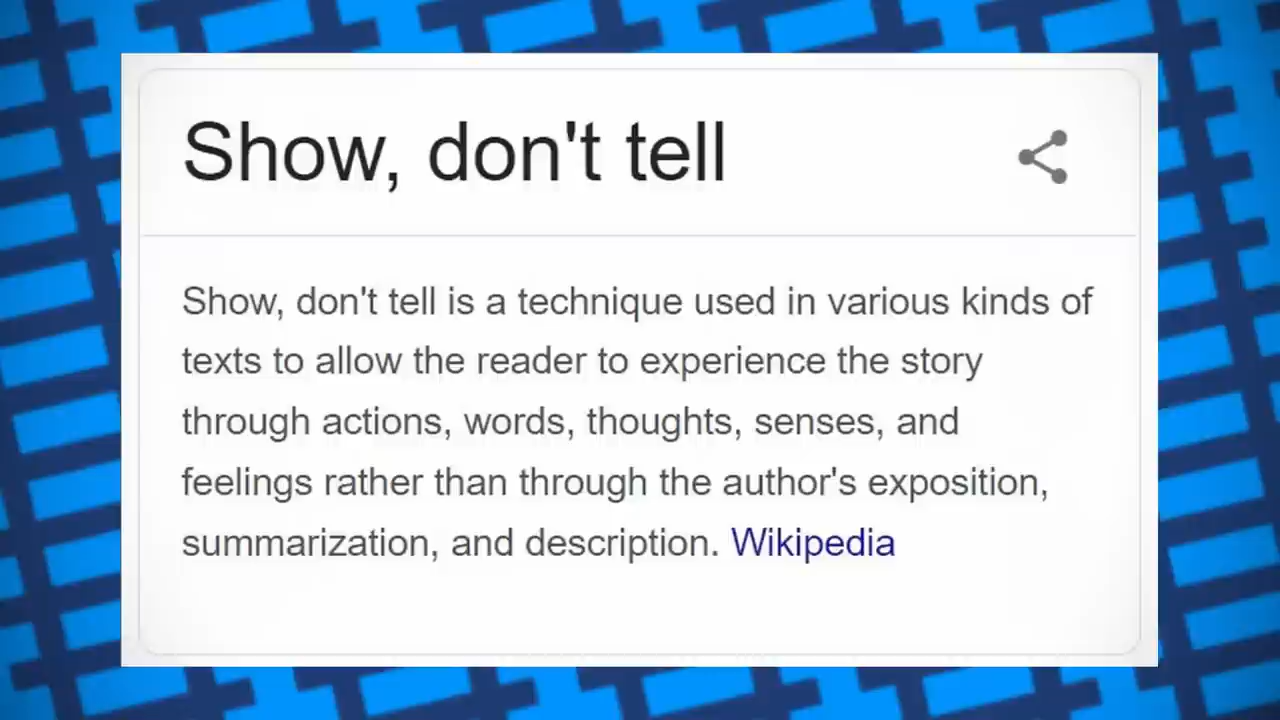 Show, don't tell
Show, don't tell is a technique used in various kinds of
texts to allow the reader to experience the story
through actions, words, thoughts, senses, and
feelings rather than through the author's exposition,
summarization, and description. Wikipedia